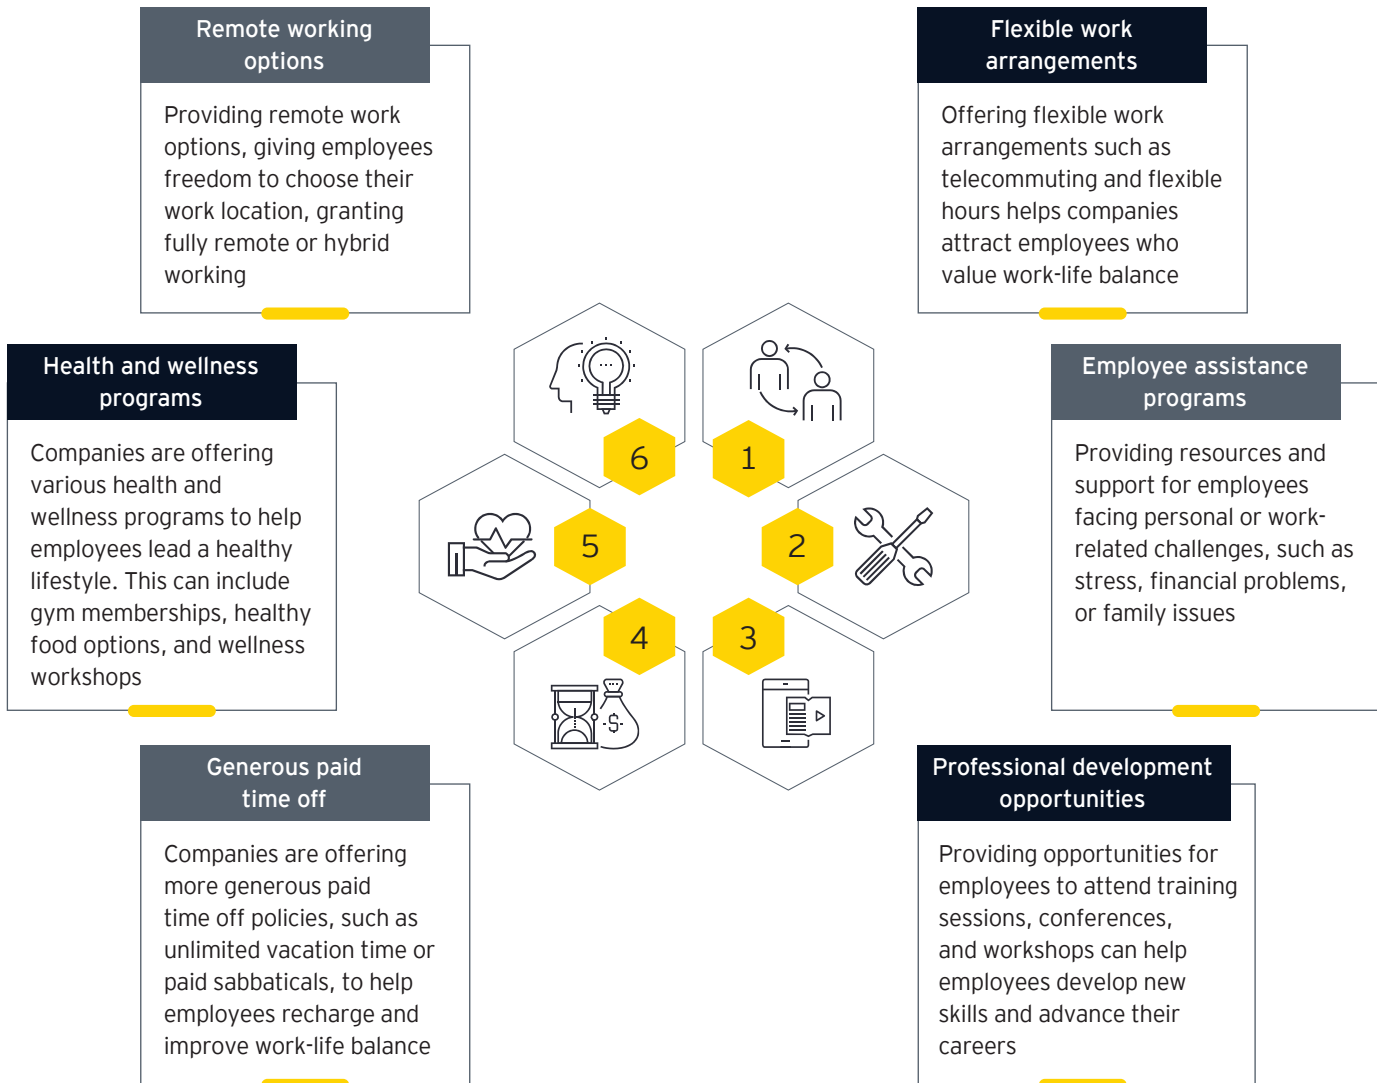 Remote working
options
Providing remote work
options, giving employees
freedom to choose their
work location, granting
fully remote or hybrid
working
Flexible work
arrangements
Offering flexible work
arrangements such as
telecommuting and flexible
hours helps companies
attract employees who
value work-life balance
Health and wellness
programs
Companies are offering
various health and
wellness programs to help
employees lead a healthy
lifestyle. This can include
gym memberships, healthy
food options, and wellness
workshops
6
1
5
2
4
3
$
Employee assistance
programs
Providing resources and
support for employees
facing personal or work-
related challenges, such as
stress, financial problems,
or family issues
Generous paid
time off
Companies are offering
more generous paid
time off policies, such as
unlimited vacation time or
paid sabbaticals, to help
employees recharge and
improve work-life balance
Professional development
opportunities
Providing opportunities for
employees to attend training
sessions, conferences,
and workshops can help
employees develop new
skills and advance their
careers